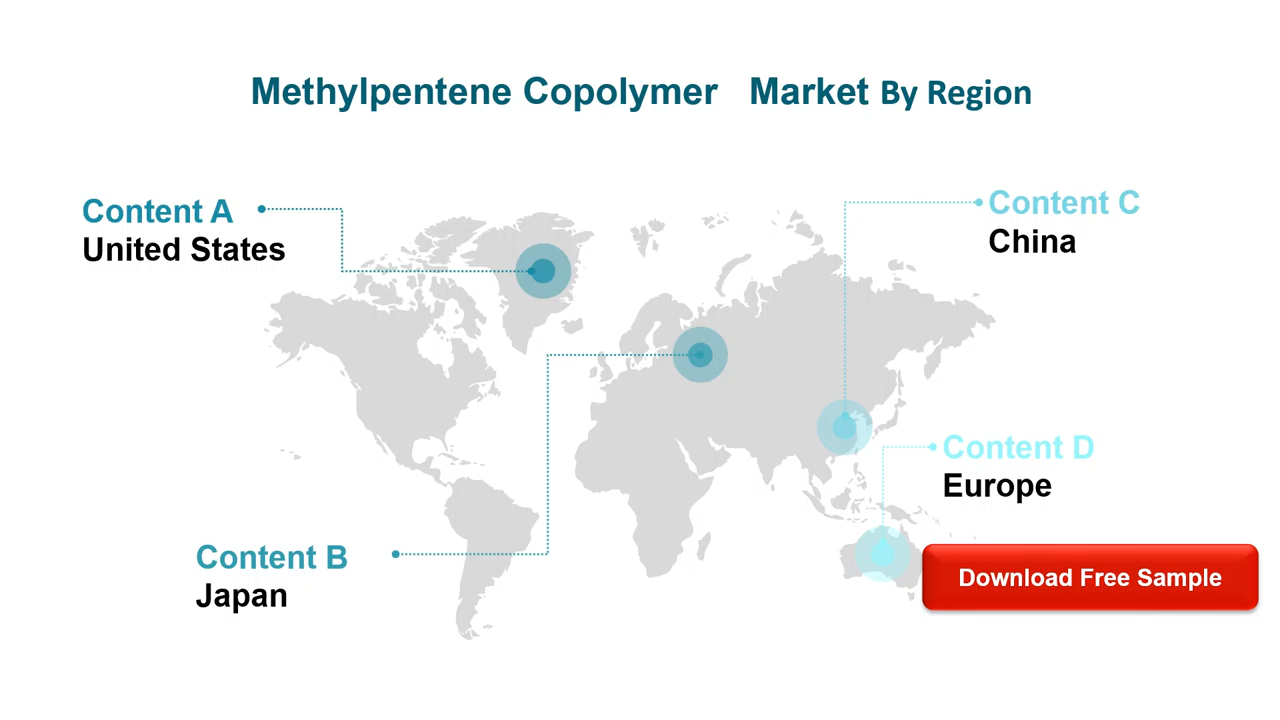 Methylpentene Copolymer Market By Region
Content A
United States
Content C
China
Content D
Europe
Content B
Japan
Download Free Sample